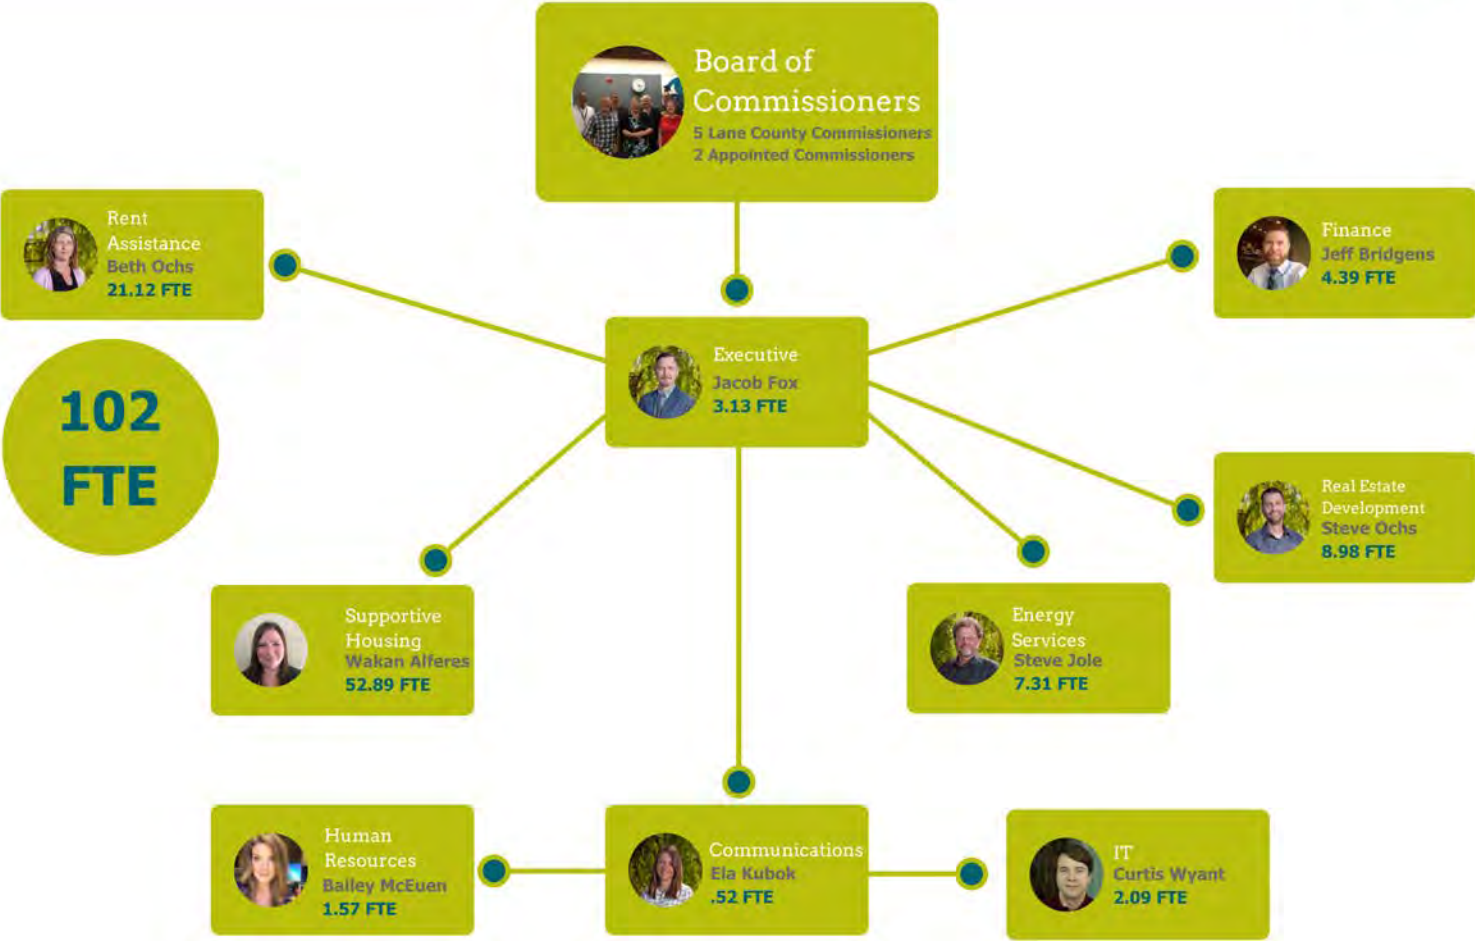 Board of
Commissioners
5 Lane County Commissioners
2 Appointed Commissioners
Rent
Assistance
Beth Ochs
21.12 FTE
Finance
Jeff Bridgens
4.39 FTE
102
FTE
Executive
Jacob Fox
3.13 FTE
Real Estate
Development
Steve Ochs
8.98 FTE
Supportive
Housing
Wakan Alferes
52.89 FTE
Energy
Services
Steve Jole
7.31 FTE
Human
Resources
Bailey McEuen
1.57 FTE
Communications
Ela Kubok
.52 FTE
IT
Curtis Wyant
2.09 FTE